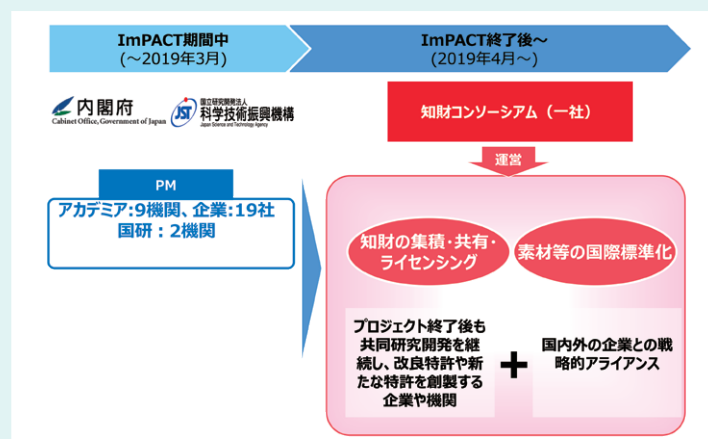 ImPACT期間中
(～2019年3月)
ImPACT終了後～
(2019年4月～)
内閣府
Cabinet Office, Government of Japan
JST
国立研究開発法人
科学技術振興機構
Japan Science and Technology Agency
知財コンソーシアム（一社）
運営
PM
アカデミア:9機関、企業:19社
国研：2機関
知財の集積・共有・
ライセンシング
素材等の国際標準化
プロジェクト終了後も
共同研究開発を継
続し、改良特許や新
たな特許を創製する
企業や機関
+
国内外の企業との戦
略的アライアンス